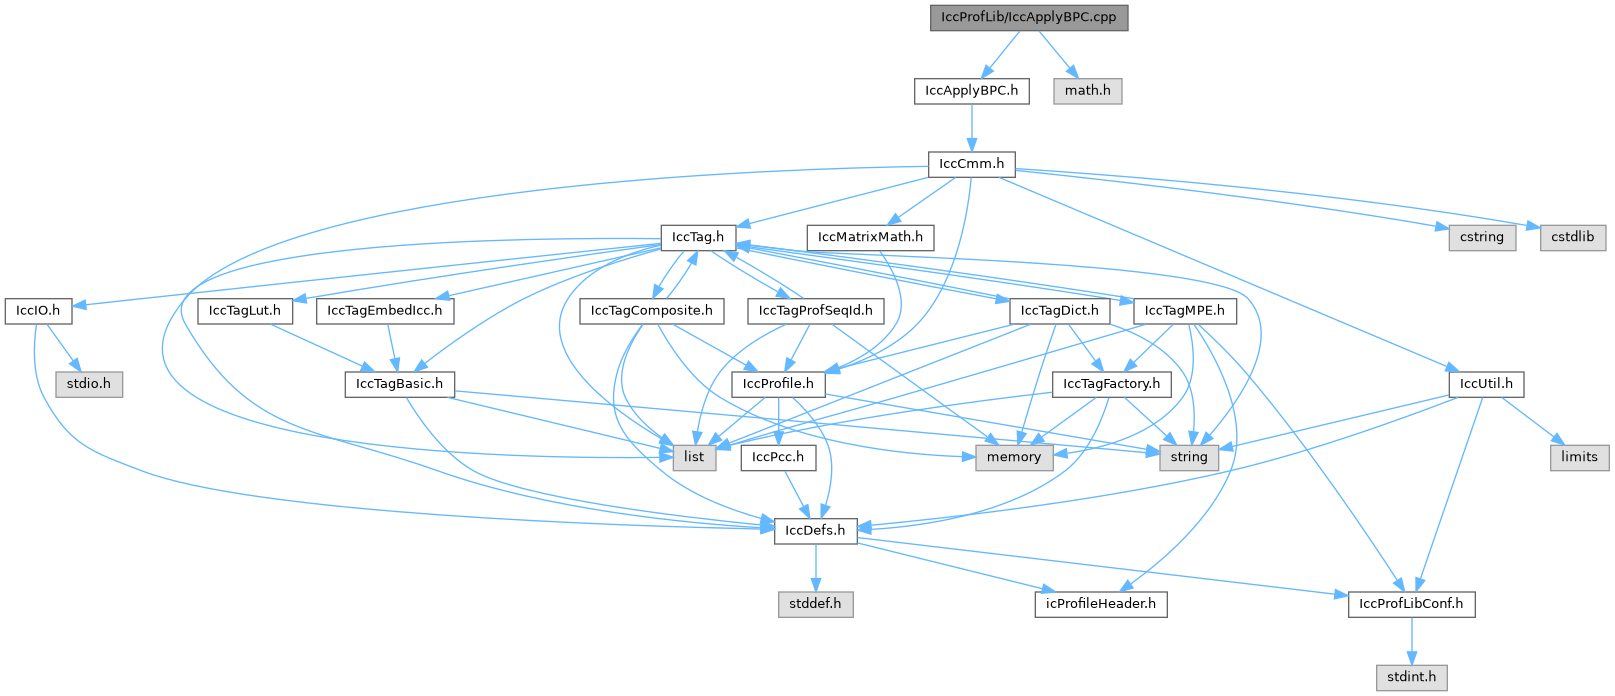 IccProfLib/IccApplyBPC.cpp
IccApplyBPC.h
math.h
IccCmm.h
IccTag.h
IccMatrixMath.h
cstring
cstdlib
IccIO.h
IccTagLut.h
IccTagEmbedIcc.h
IccTagComposite.h
IccTagProfSeqId.h
IccTagDict.h
IccTagMPE.h
stdio.h
IccTagBasic.h
IccProfile.h
IccTagFactory.h
IccUtil.h
list
IccPcc.h
memory
string
limits
IccDefs.h
stddef.h
icProfileHeader.h
IccProfLibConf.h
stdint.h